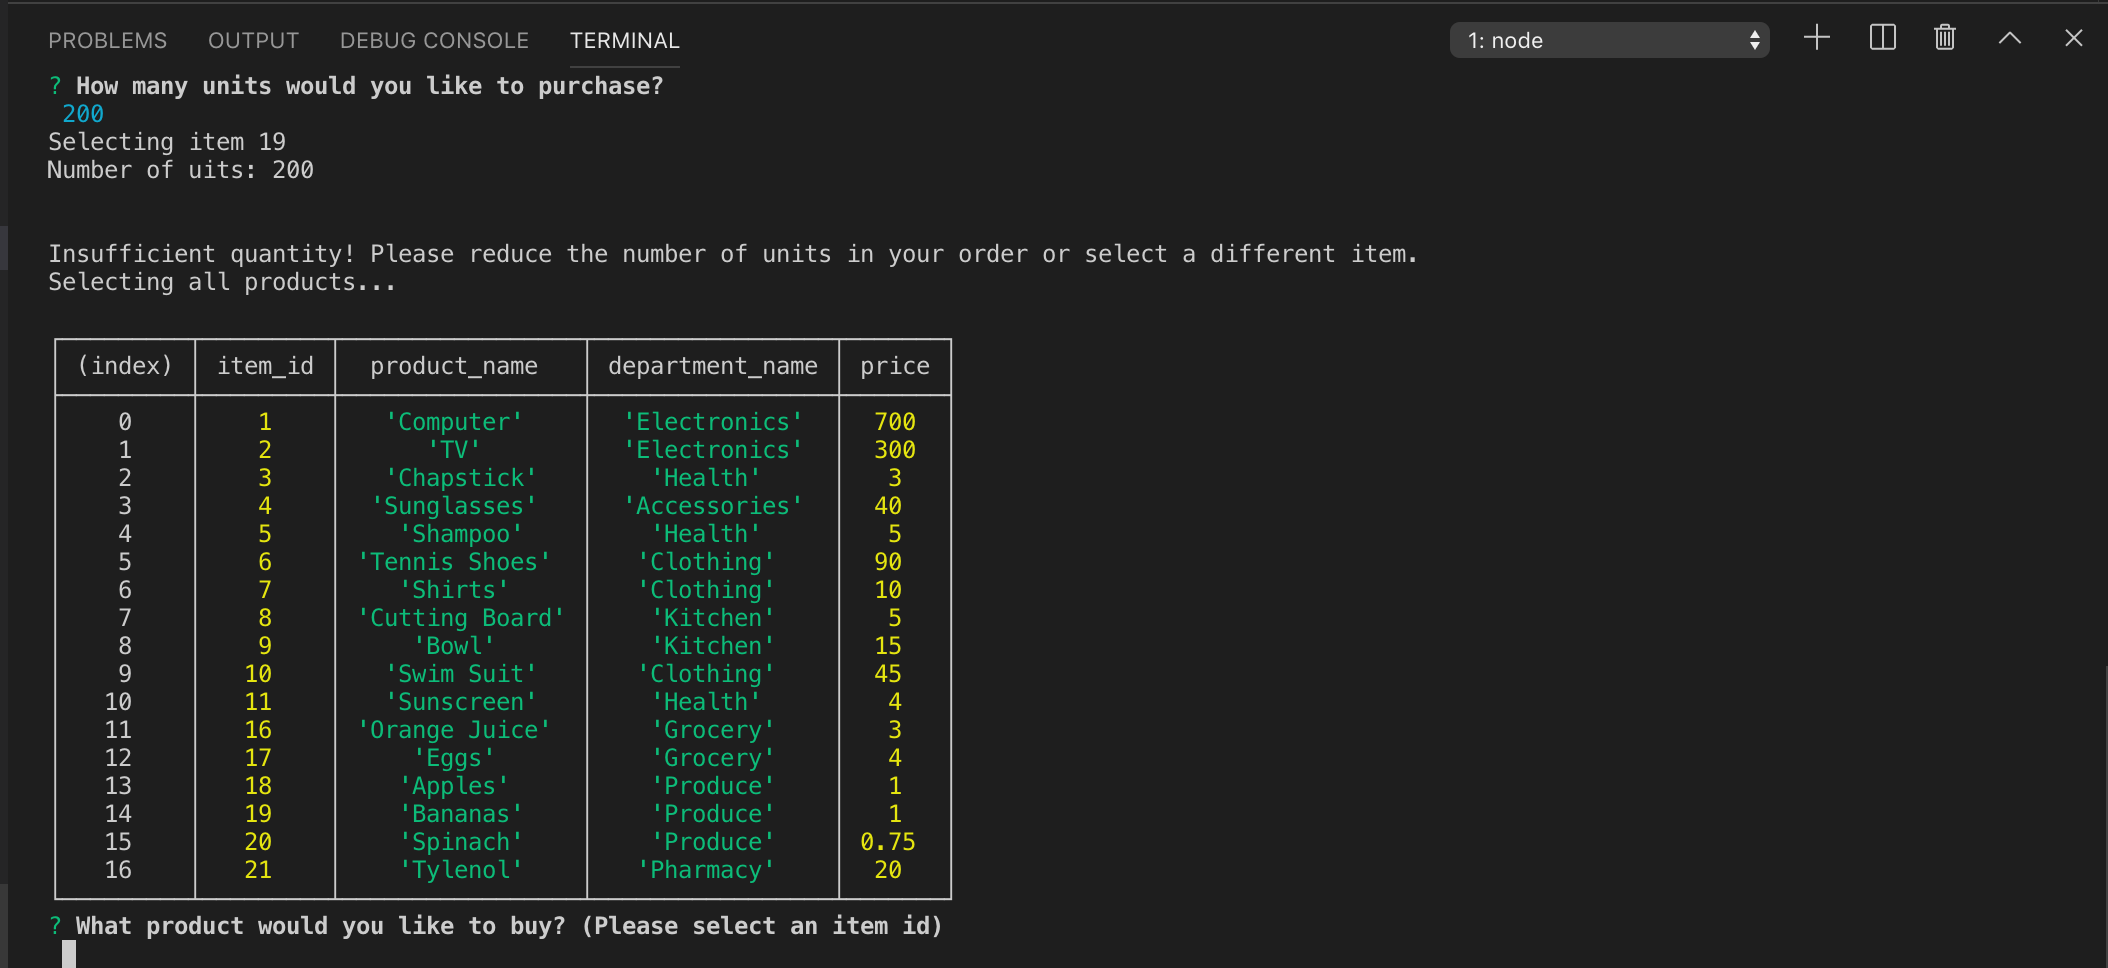 PROBLEMS OUTPUT DEBUG CONSOLE TERMINAL 1: node
? How many units would you like to purchase?
200
Selecting item 19
Number of uits: 200
Insufficient quantity! Please reduce the number of units in your order or select a different item.
Selecting all products...
(index) item_id product_name department_name price
0 1 'Computer' 'Electronics' 700
1 2 'TV' 'Electronics' 300
2 3 'Chapstick' 'Health' 3
3 4 'Sunglasses' 'Accessories' 40
4 5 'Shampoo' 'Health' 5
5 6 'Tennis Shoes' 'Clothing' 90
6 7 'Shirts' 'Clothing' 10
7 8 'Cutting Board' 'Kitchen' 5
8 9 'Bowl' 'Kitchen' 15
9 10 'Swim Suit' 'Clothing' 45
10 11 'Sunscreen' 'Health' 4
11 16 'Orange Juice' 'Grocery' 3
12 17 'Eggs' 'Grocery' 4
13 18 'Apples' 'Produce' 1
14 19 'Bananas' 'Produce' 1
15 20 'Spinach' 'Produce' 0.75
16 21 'Tylenol' 'Pharmacy' 20
? What product would you like to buy? (Please select an item id)